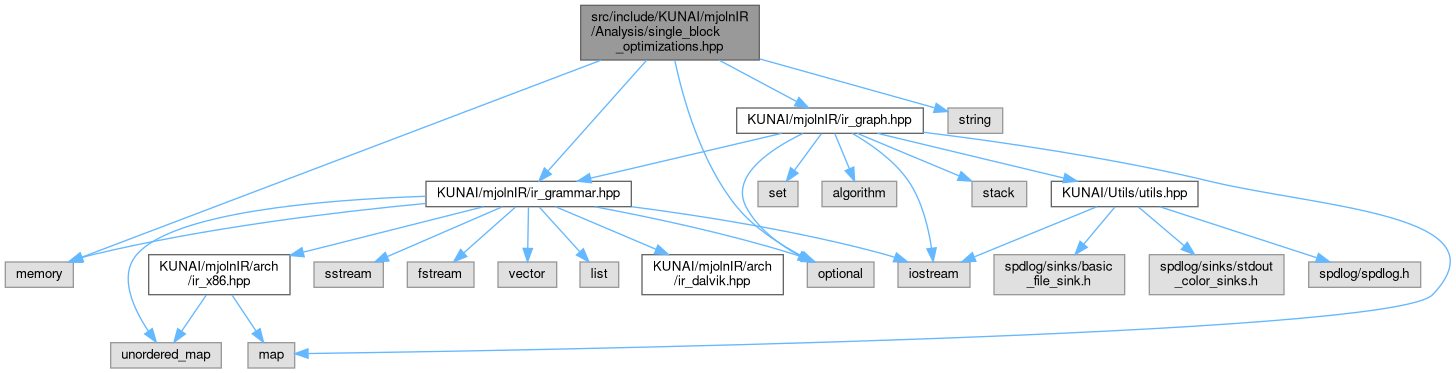 src/include/KUNAI/mjolnIR
/Analysis/single_block
_optimizations.hpp
KUNAI/mjolnIR/ir_graph.hpp
string
KUNAI/mjolnIR/ir_grammar.hpp
set
algorithm
stack
KUNAI/Utils/utils.hpp
memory
KUNAI/mjolnIR/arch
/ir_x86.hpp
sstream
fstream
vector
list
KUNAI/mjolnIR/arch
/ir_dalvik.hpp
optional
iostream
spdlog/sinks/basic
_file_sink.h
spdlog/sinks/stdout
_color_sinks.h
spdlog/spdlog.h
unordered_map
map